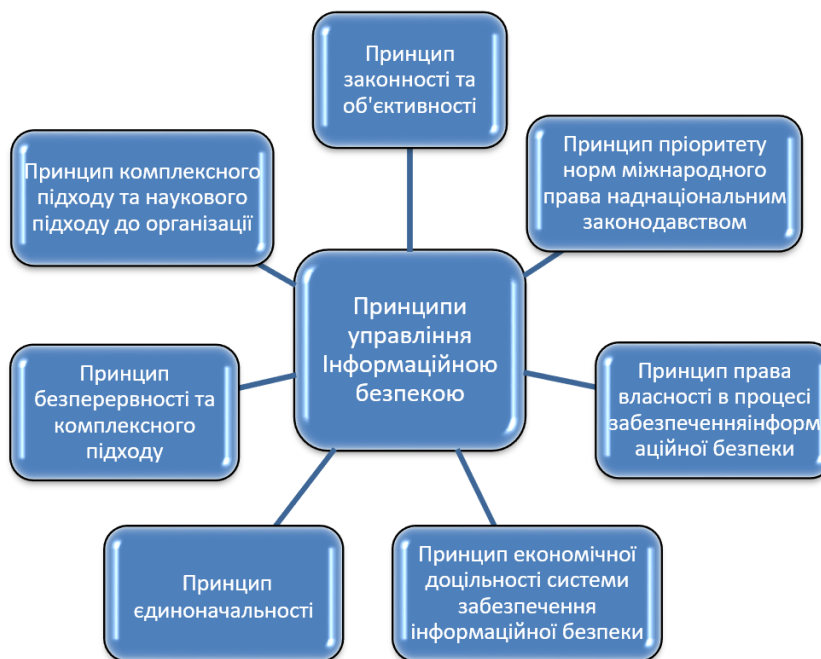 Принцип
законності та
об'єктивності
Принцип пріоритету
норм міжнародного
права наднаціональним
законодавством
Принцип комплексного
підходу та наукового
підходу до організації
Принципи
управління
Інформаційною
безпекою
Принцип права
власності в процесі
забезпеченняінформ
аційної безпеки
Принцип
безперервності та
комплексного
підходу
Принцип економічної
доцільності системи
забезпечення
інформаційної безпеки
Принцип
єдиноначальності